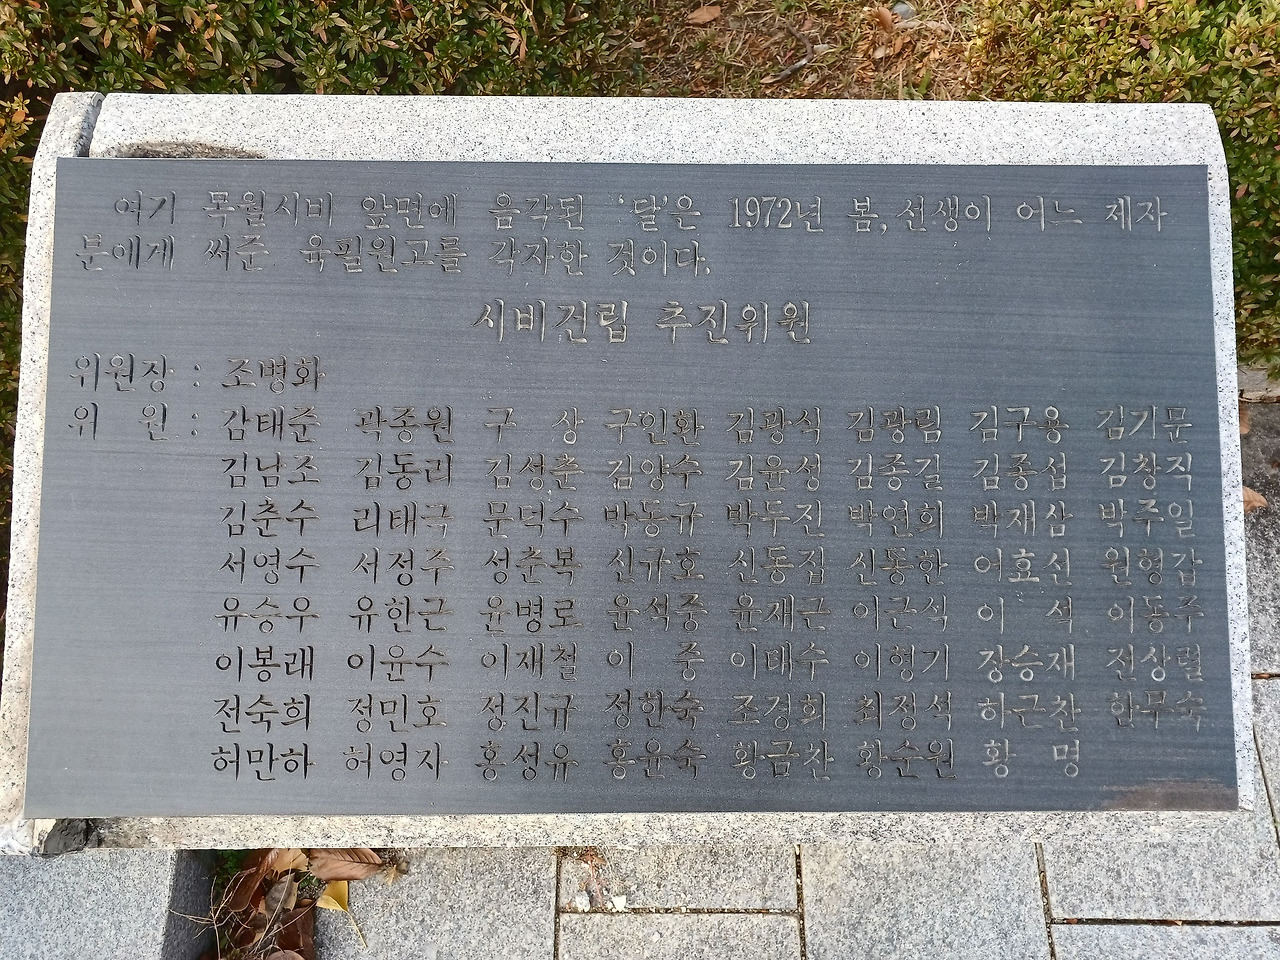 여기 목월시비 앞면에 음각된 '달'은 1972년 봄, 선생이 어느 제자
분에게 써준 육필원고를 각자한 것이다.
시비건립 추진위원
위원장 : 조병화
위 원 : 감태준 곽종원 구 상 구인환 김광식 김광림 김구용 김기문
김남조 김동리 김성춘 김양수 김윤성 김종길 김종섭 김창직
김춘수 리태극 문덕수 박동규 박두진 박연희 박재삼 박주일
서영수 서정주 성춘복 신규호 신동집 신동한 어효선 원형갑
유승우 유한근 윤병로 윤석중 윤재근 이근식 이 석 이동주
이봉래 이윤수 이재철 이 중 이태수 이형기 장승재 전상렬
전숙희 정민호 정진규 정한숙 조경희 최정석 하근찬 한무숙
허만하 허영자 홍성유 홍윤숙 황금찬 황순원 황 명